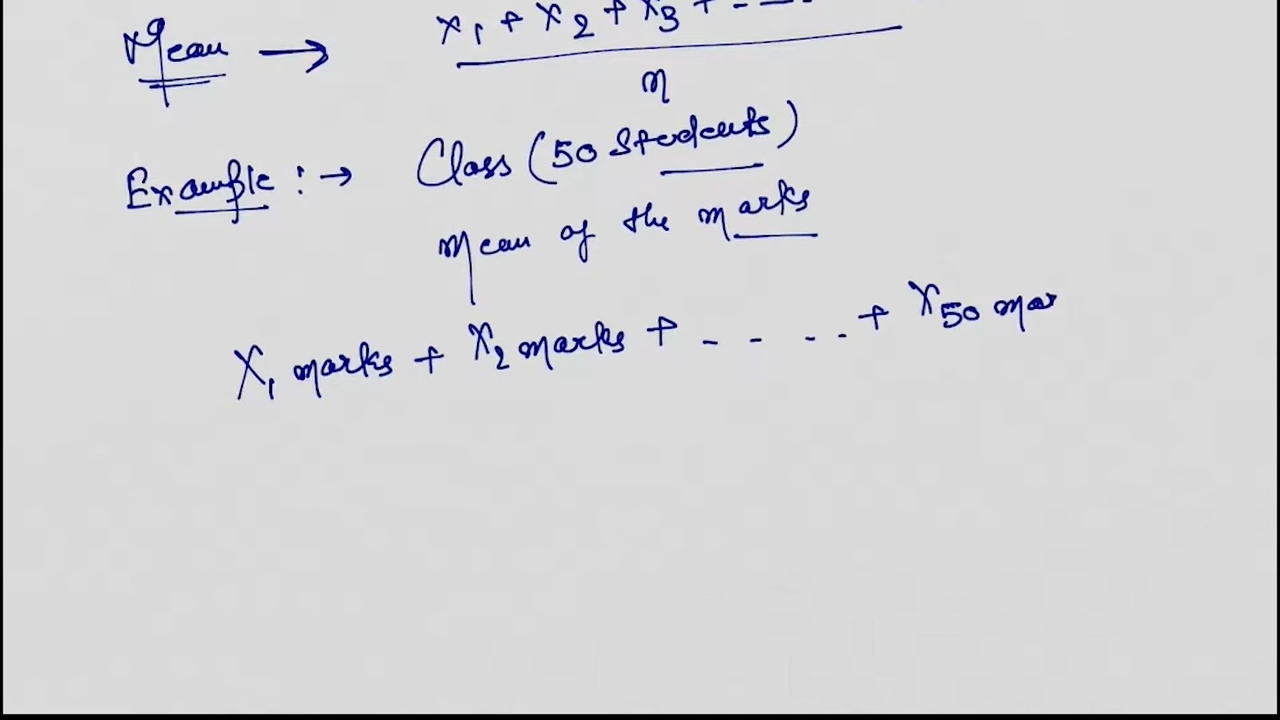 Mean → x₁ + x₂ + x₃ + - - - .
n
Example :→ Class (50 Students)
Mean of the marks
X₁ marks + X₂ marks + - - - . . + X₅₀ mar